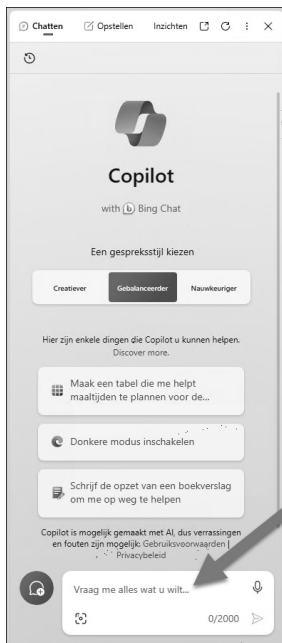 Chatten Opstellen Inzichten
Copilot
with b Bing Chat
Een gespreksstijl kiezen
Creatiever Gebalanceerder Nauwkeuriger
Hier zijn enkele dingen die Copilot u kunnen helpen.
Discover more.
Maak een tabel die me helpt
maaltijden te plannen voor de...
Donkere modus inschakelen
Schrijf de opzet van een boekverslag
om me op weg te helpen
Copilot is mogelijk gemaakt met AI, dus verrassingen
en fouten zijn mogelijk. Gebruiksvoorwaarden |
Privacybeleid
Vraag me alles wat u wilt...
0/2000